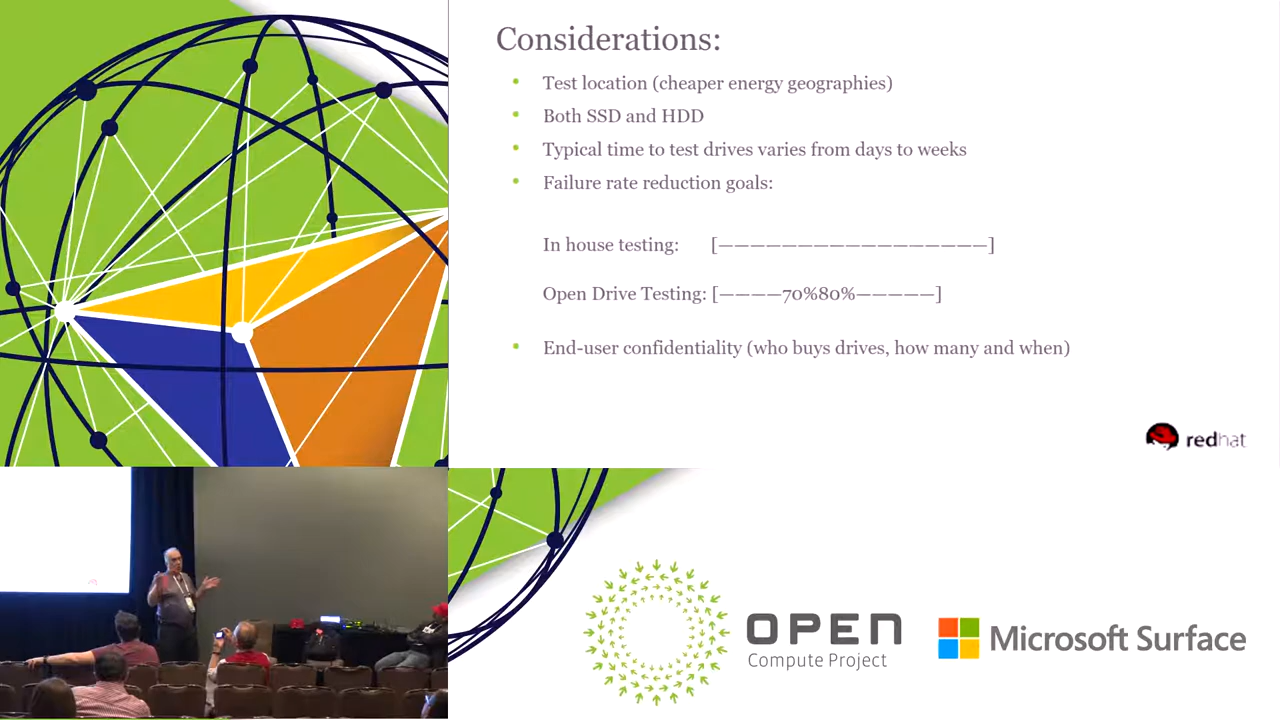 Considerations:
• Test location (cheaper energy geographies)
• Both SSD and HDD
• Typical time to test drives varies from days to weeks
• Failure rate reduction goals:
In house testing: [—————————————————]
Open Drive Testing: [————70%80%—————]
• End-user confidentiality (who buys drives, how many and when)
redhat
OPEN
Compute Project
Microsoft Surface